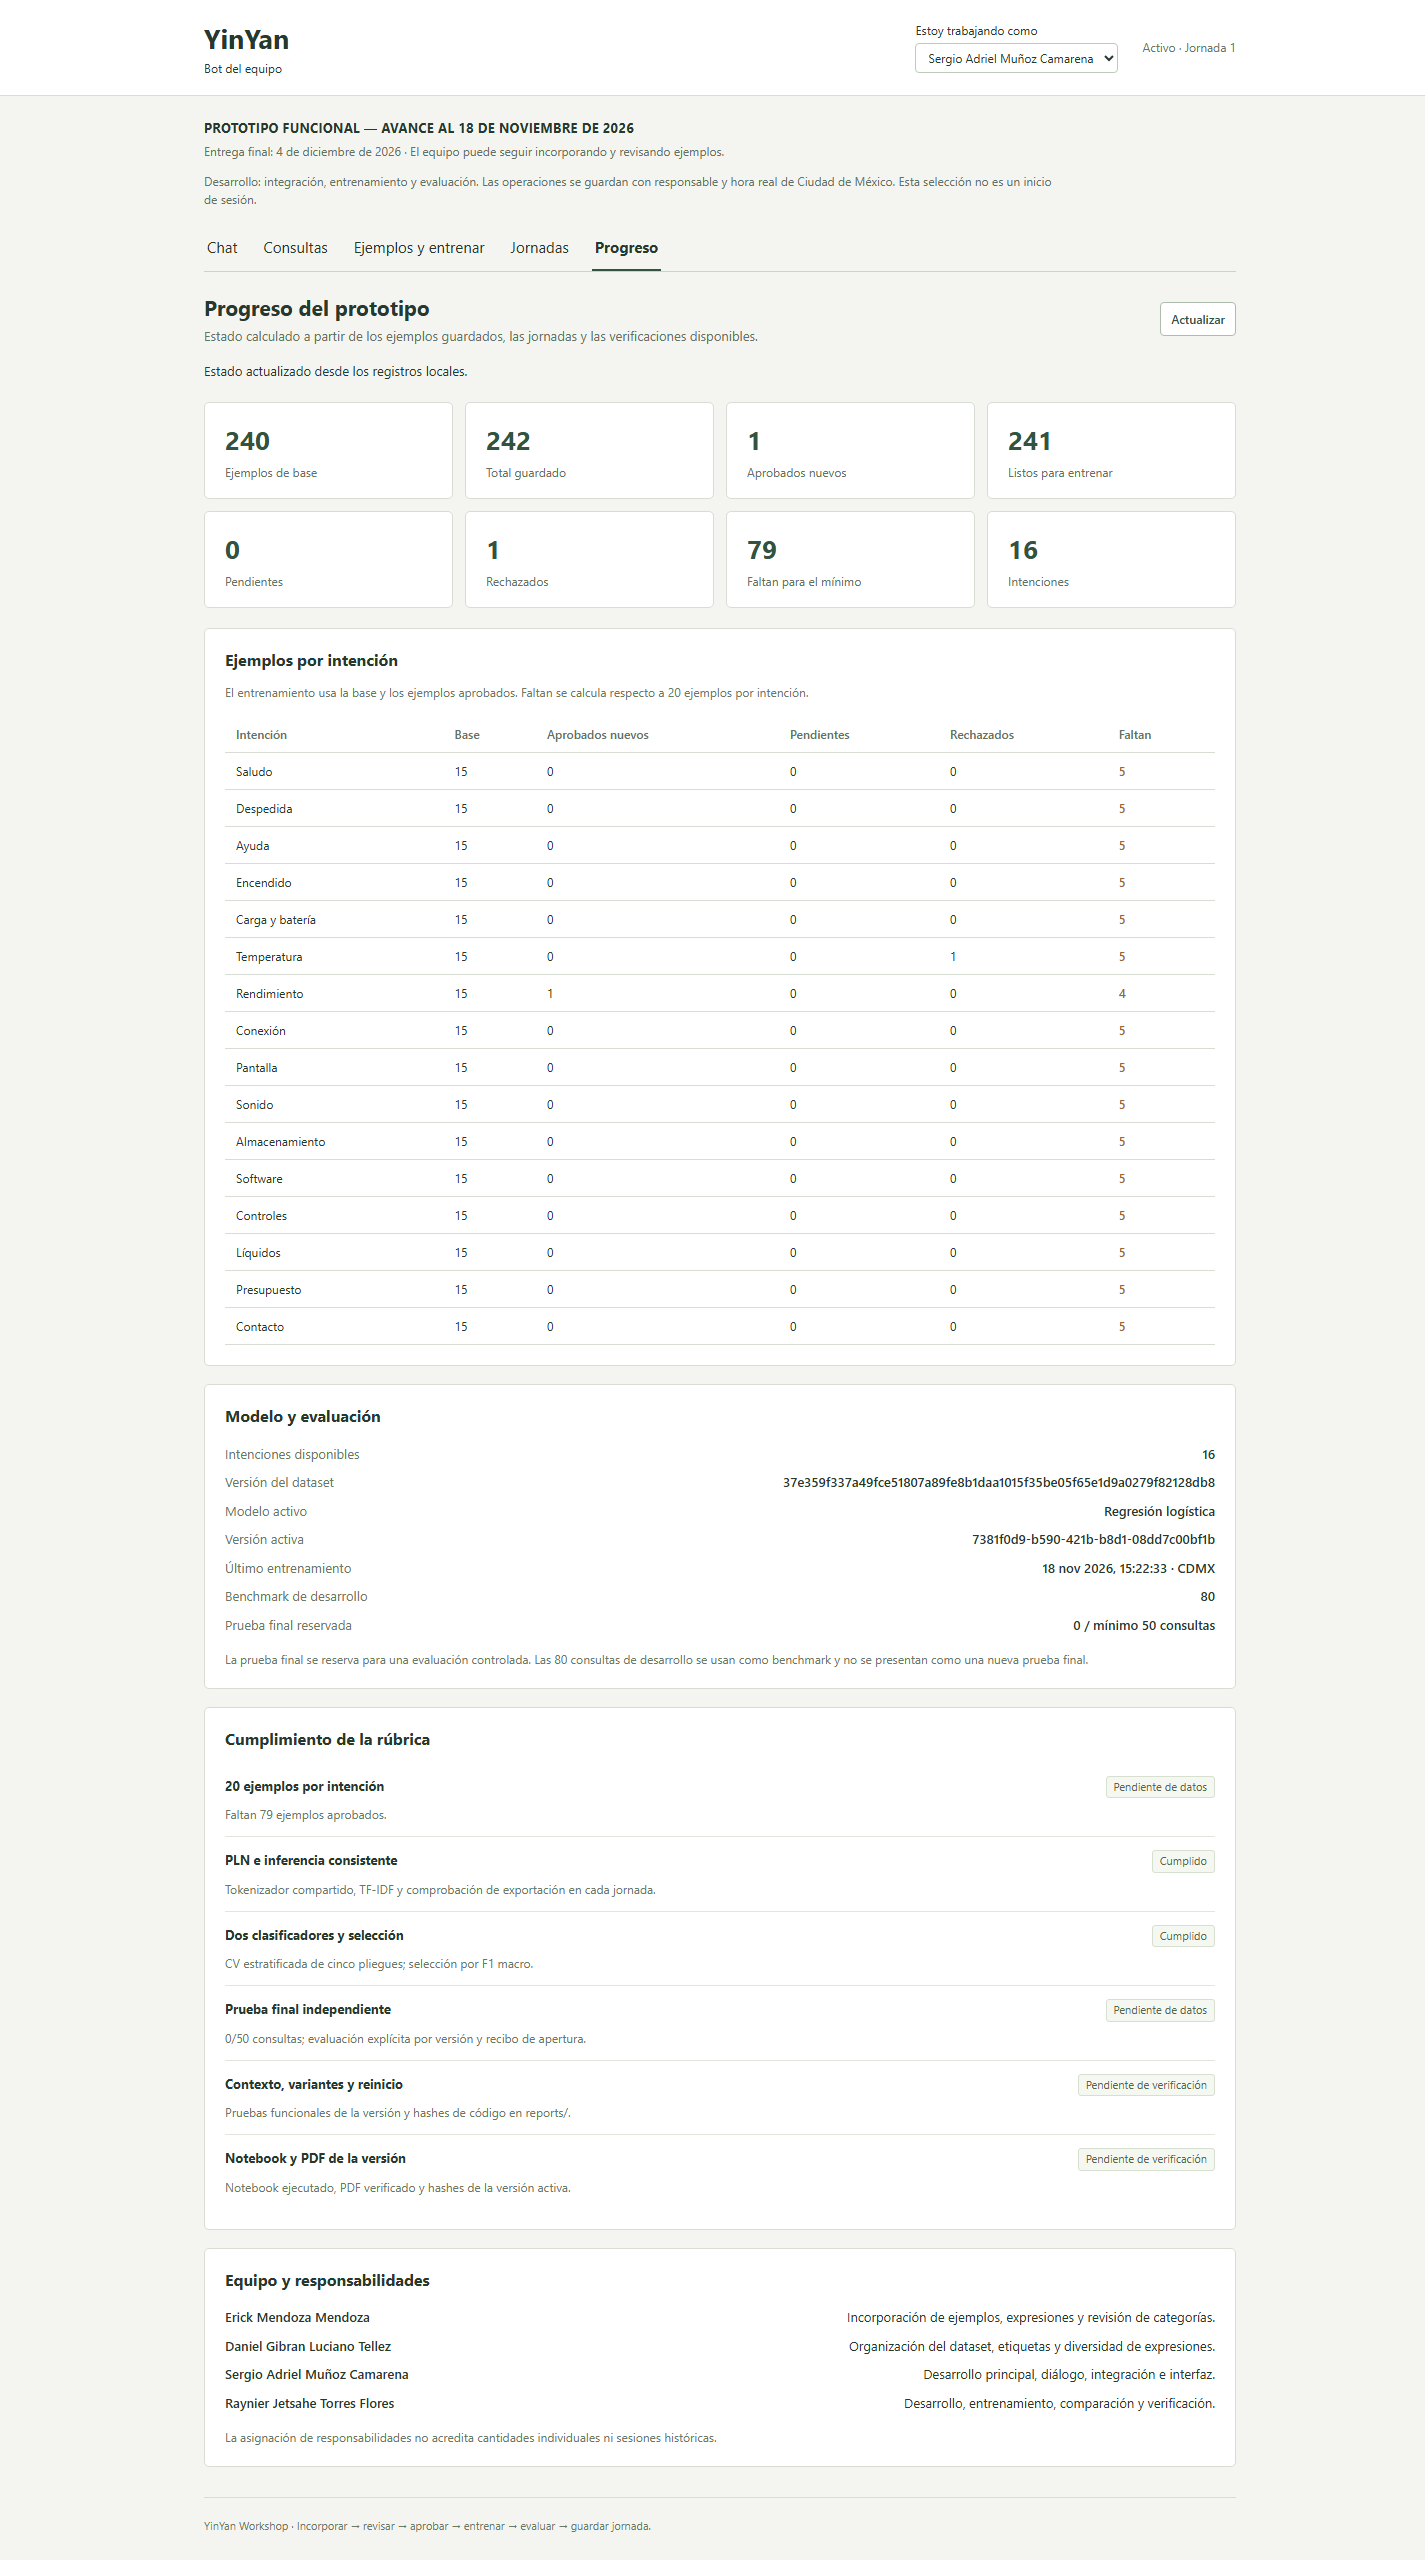 YinYan
Bot del equipo
Estoy trabajando como
Sergio Adriel Muñoz Camarena
Activo · Jornada 1
PROTOTIPO FUNCIONAL — AVANCE AL 18 DE NOVIEMBRE DE 2026
Entrega final: 4 de diciembre de 2026 · El equipo puede seguir incorporando y revisando ejemplos.
Desarrollo: integración, entrenamiento y evaluación. Las operaciones se guardan con responsable y hora real de Ciudad de México. Esta selección no es un inicio
de sesión.
Chat Consultas Ejemplos y entrenar Jornadas Progreso
Progreso del prototipo
Estado calculado a partir de los ejemplos guardados, las jornadas y las verificaciones disponibles.
Actualizar
Estado actualizado desde los registros locales.
240
Ejemplos de base
242
Total guardado
1
Aprobados nuevos
241
Listos para entrenar
0
Pendientes
1
Rechazados
79
Faltan para el mínimo
16
Intenciones
Ejemplos por intención
El entrenamiento usa la base y los ejemplos aprobados. Faltan se calcula respecto a 20 ejemplos por intención.
Intención Base Aprobados nuevos Pendientes Rechazados Faltan
Saludo 15 0 0 0 5
Despedida 15 0 0 0 5
Ayuda 15 0 0 0 5
Encendido 15 0 0 0 5
Carga y batería 15 0 0 0 5
Temperatura 15 0 0 1 5
Rendimiento 15 1 0 0 4
Conexión 15 0 0 0 5
Pantalla 15 0 0 0 5
Sonido 15 0 0 0 5
Almacenamiento 15 0 0 0 5
Software 15 0 0 0 5
Controles 15 0 0 0 5
Líquidos 15 0 0 0 5
Presupuesto 15 0 0 0 5
Contacto 15 0 0 0 5
Modelo y evaluación
Intenciones disponibles 16
Versión del dataset 37e359f337a49fce51807a89fe8b1daa1015f35be05f65e1d9a0279f82128db8
Modelo activo Regresión logística
Versión activa 7381f0d9-b590-421b-b8d1-08dd7c00bf1b
Último entrenamiento 18 nov 2026, 15:22:33 · CDMX
Benchmark de desarrollo 80
Prueba final reservada 0 / mínimo 50 consultas
La prueba final se reserva para una evaluación controlada. Las 80 consultas de desarrollo se usan como benchmark y no se presentan como una nueva prueba final.
Cumplimiento de la rúbrica
20 ejemplos por intención Pendiente de datos
Faltan 79 ejemplos aprobados.
PLN e inferencia consistente Cumplido
Tokenizador compartido, TF-IDF y comprobación de exportación en cada jornada.
Dos clasificadores y selección Cumplido
CV estratificada de cinco pliegues; selección por F1 macro.
Prueba final independiente Pendiente de datos
0/50 consultas; evaluación explícita por versión y recibo de apertura.
Contexto, variantes y reinicio Pendiente de verificación
Pruebas funcionales de la versión y hashes de código en reports/.
Notebook y PDF de la versión Pendiente de verificación
Notebook ejecutado, PDF verificado y hashes de la versión activa.
Equipo y responsabilidades
Erick Mendoza Mendoza Incorporación de ejemplos, expresiones y revisión de categorías.
Daniel Gibran Luciano Tellez Organización del dataset, etiquetas y diversidad de expresiones.
Sergio Adriel Muñoz Camarena Desarrollo principal, diálogo, integración e interfaz.
Raynier Jetsahe Torres Flores Desarrollo, entrenamiento, comparación y verificación.
La asignación de responsabilidades no acredita cantidades individuales ni sesiones históricas.
YinYan Workshop · Incorporar → revisar → aprobar → entrenar → evaluar → guardar jornada.